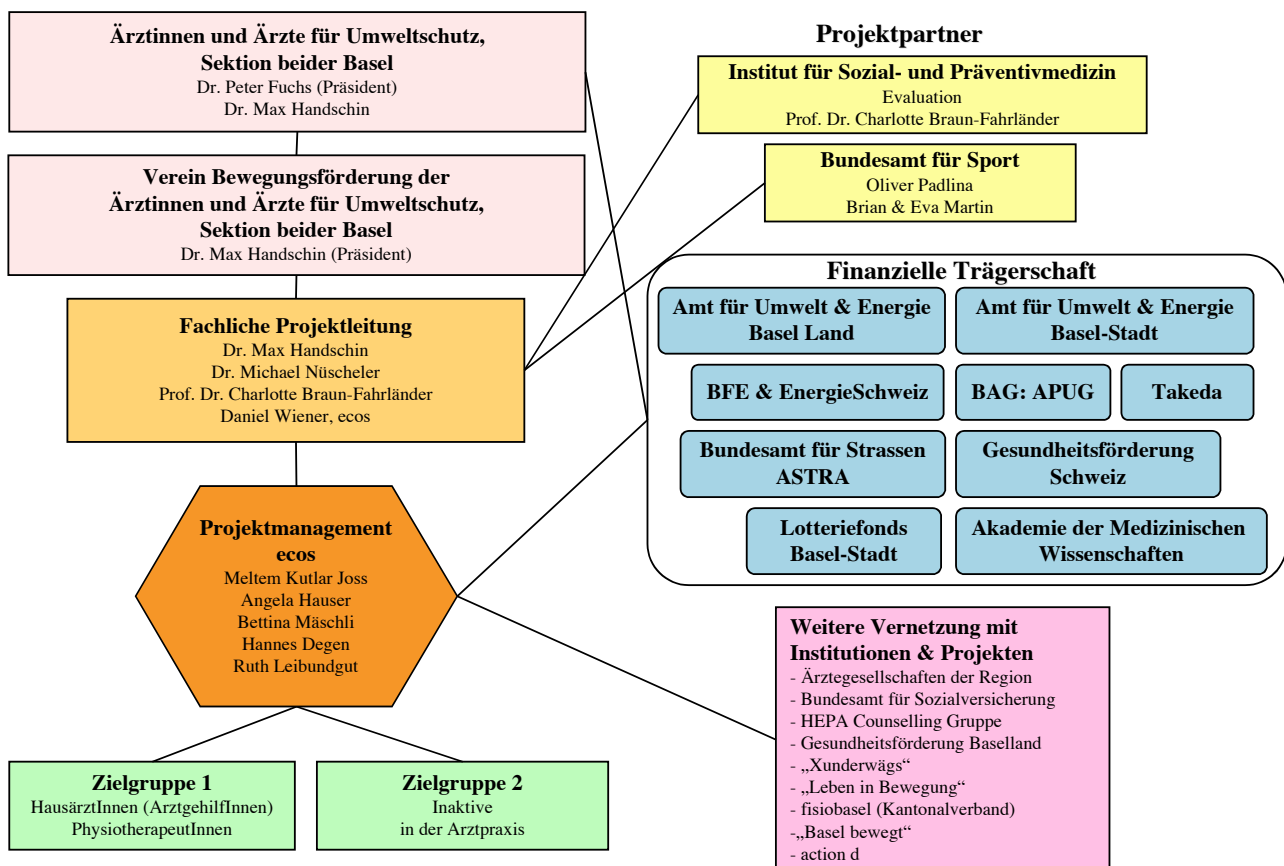 Ärztinnen und Ärzte für Umweltschutz,
Sektion beider Basel
Dr. Peter Fuchs (Präsident)
Dr. Max Handschin
Verein Bewegungsförderung der
Ärztinnen und Ärzte für Umweltschutz,
Sektion beider Basel
Dr. Max Handschin (Präsident)
Fachliche Projektleitung
Dr. Max Handschin
Dr. Michael Nüscheler
Prof. Dr. Charlotte Braun-Fahrländer
Daniel Wiener, ecos
Projektmanagement
ecos
Meltem Kutlar Joss
Angela Hauser
Bettina Mäschli
Hannes Degen
Ruth Leibundgut
Zielgruppe 1
HausärztInnen (ArztgehilfInnen)
PhysiotherapeutInnen
Zielgruppe 2
Inaktive
in der Arztpraxis
Projektpartner
Institut für Sozial- und Präventivmedizin
Evaluation
Prof. Dr. Charlotte Braun-Fahrländer
Bundesamt für Sport
Oliver Padlina
Brian & Eva Martin
Finanzielle Trägerschaft
Amt für Umwelt & Energie
Basel Land
Amt für Umwelt & Energie
Basel-Stadt
BFE & EnergieSchweiz
BAG: APUG
Takeda
Bundesamt für Strassen
ASTRA
Gesundheitsförderung
Schweiz
Lotteriefonds
Basel-Stadt
Akademie der Medizinischen
Wissenschaften
Weitere Vernetzung mit
Institutionen & Projekten
- Ärztegesellschaften der Region
- Bundesamt für Sozialversicherung
- HEPA Counselling Gruppe
- Gesundheitsförderung Baselland
- „Xunderwägs“
- „Leben in Bewegung“
- fisiobasel (Kantonalverband)
-„Basel bewegt“
- action d